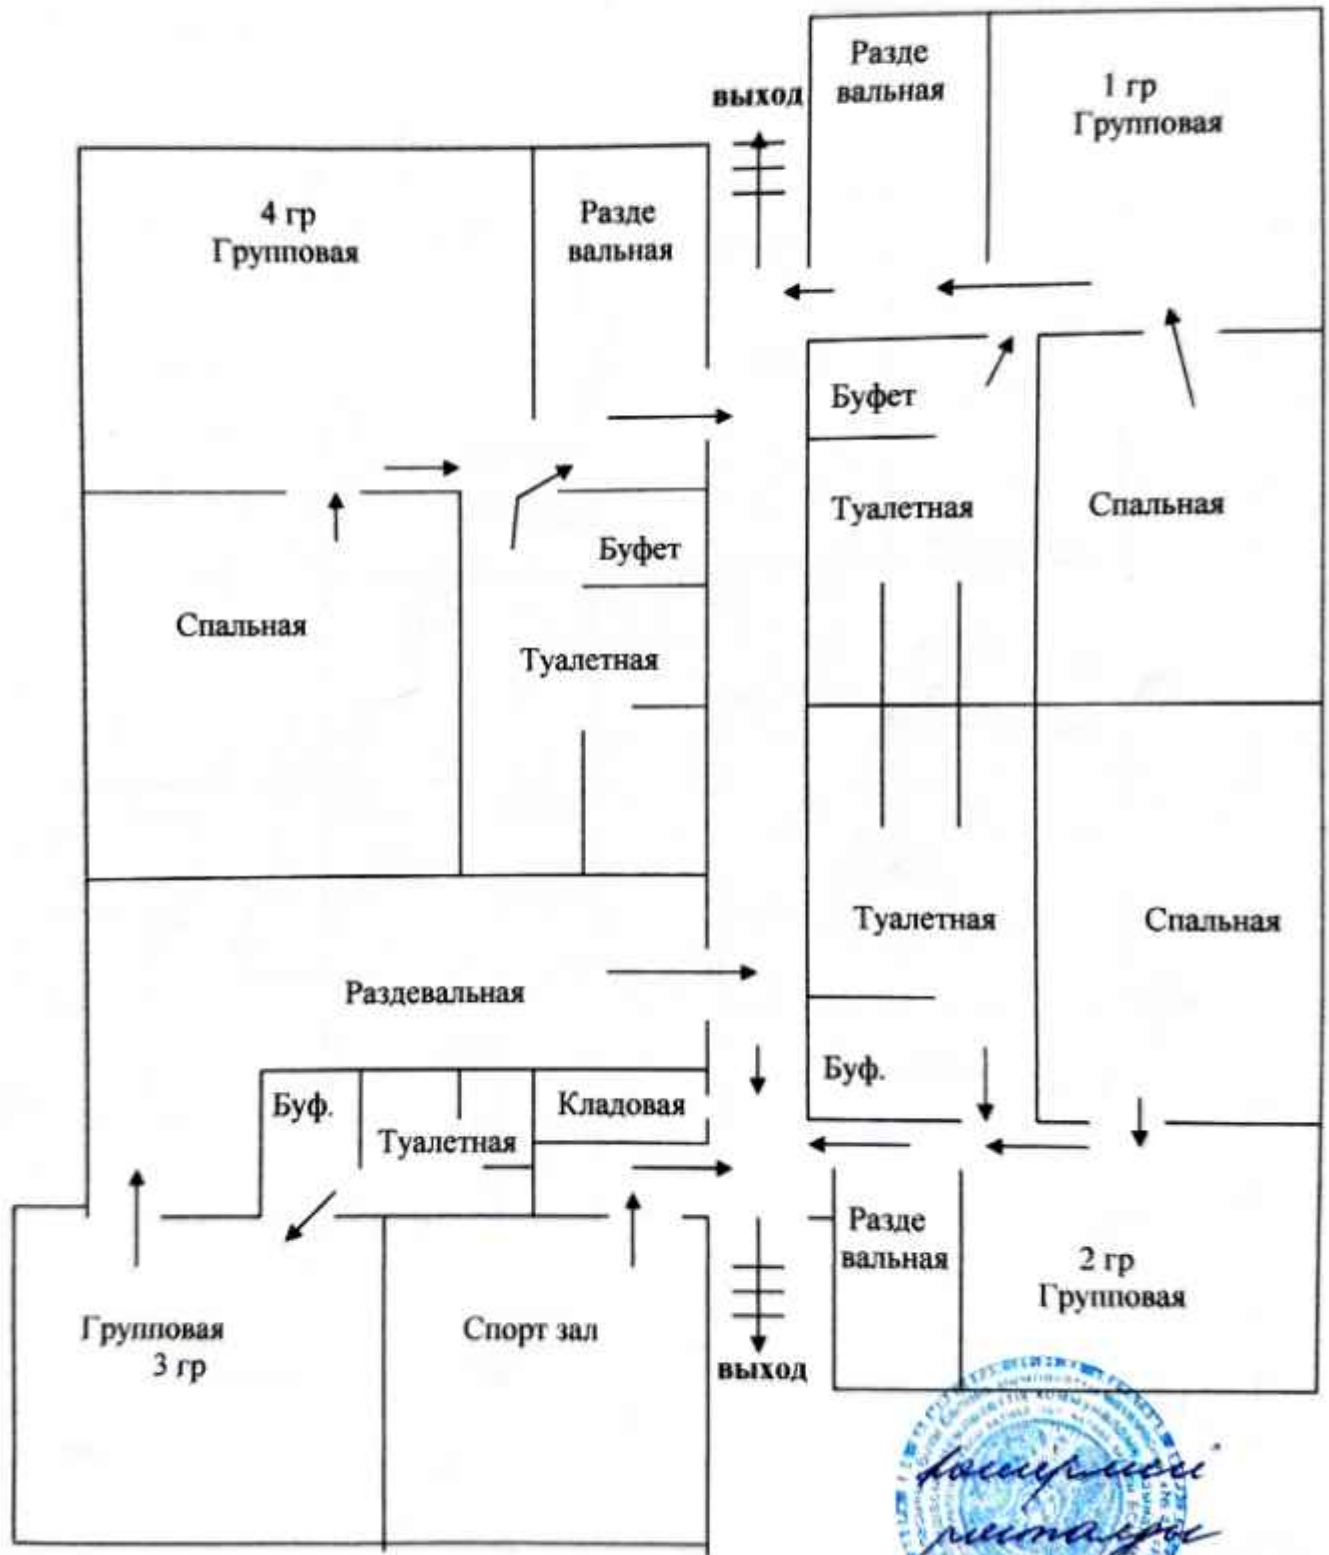 Разде
вальная
1 гр
Групповая
выход
4 гр
Групповая
Разде
вальная
Буфет
Туалетная
Спальная
Буфет
Спальная
Туалетная
Туалетная
Спальная
Раздевальная
Буф.
Буф.
Туалетная
Кладовая
Разде
вальная
2 гр
Групповая
Групповая
3 гр
Спорт зал
выход